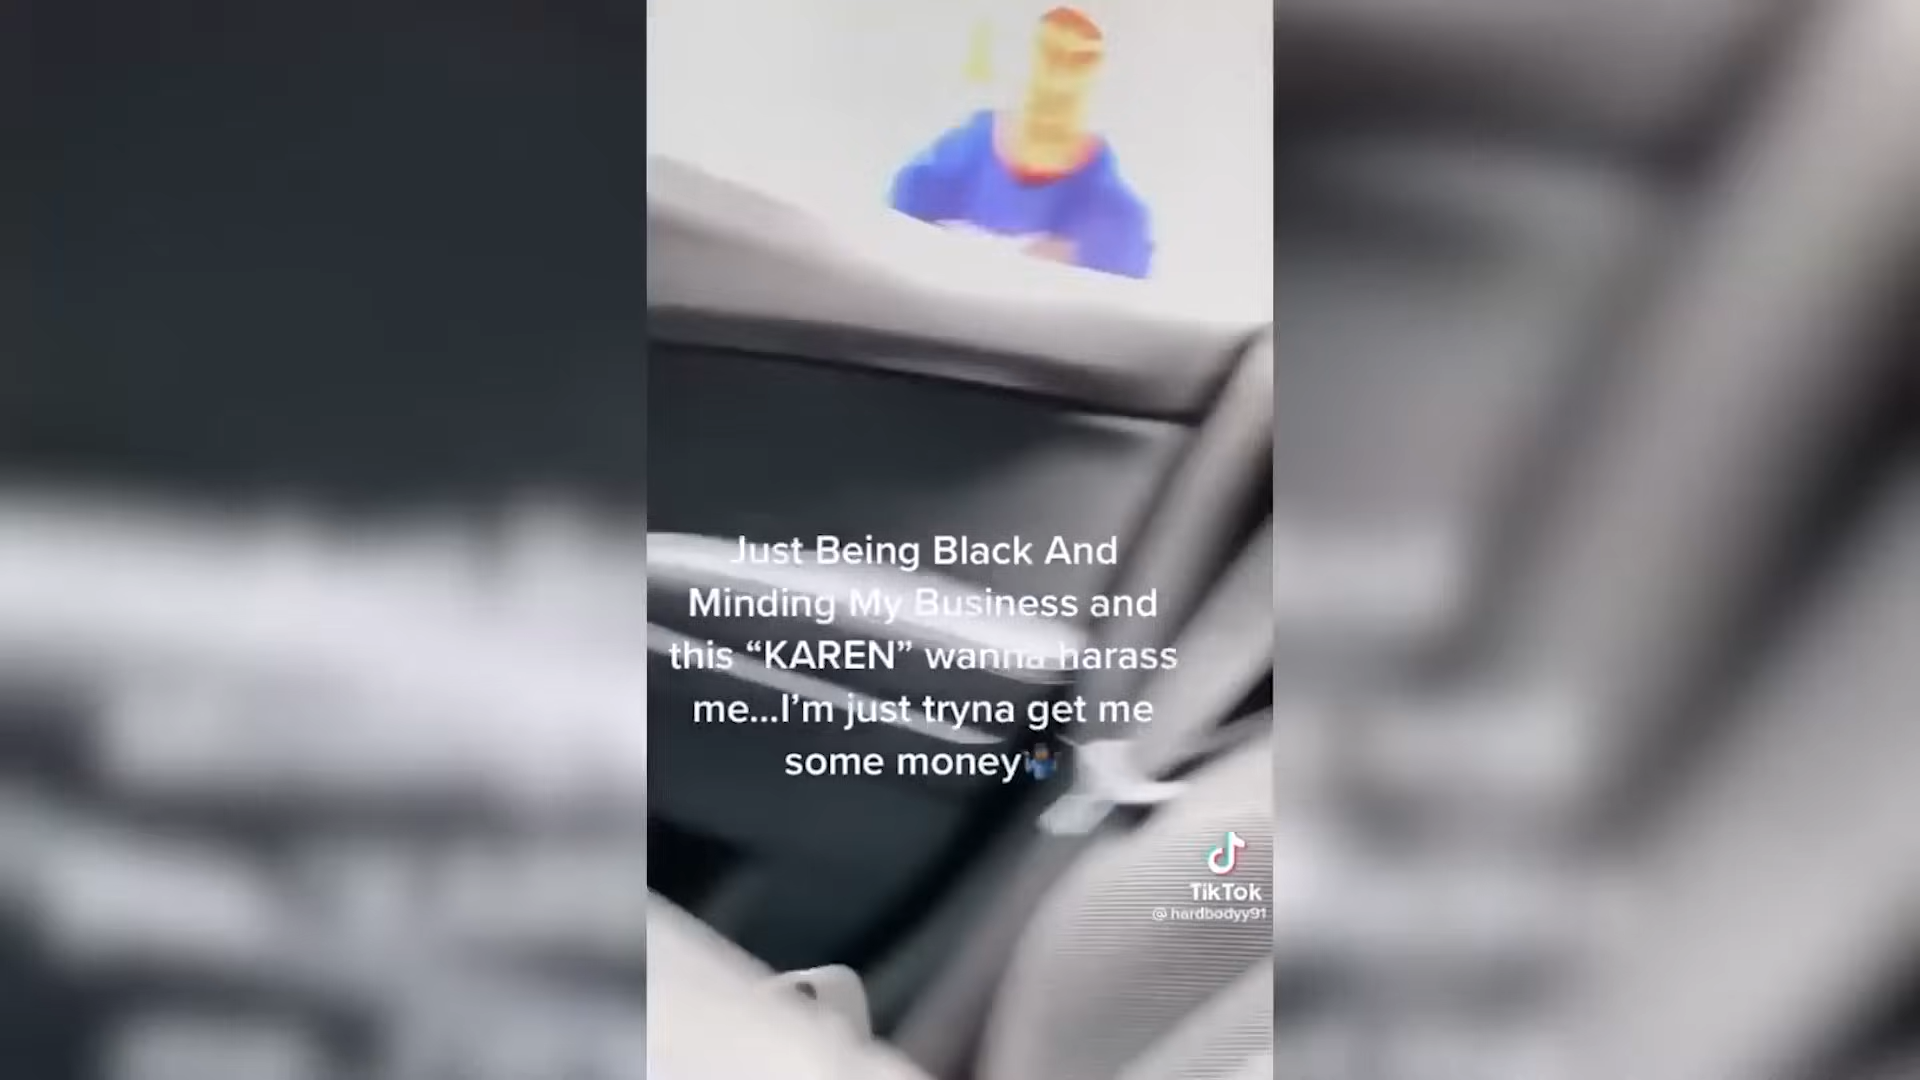 Just Being Black And
Minding My Business and
this “KAREN” wanna harass
me...I’m just tryna get me
some money🤷🏿‍♂️
TikTok
@hardbodyy91